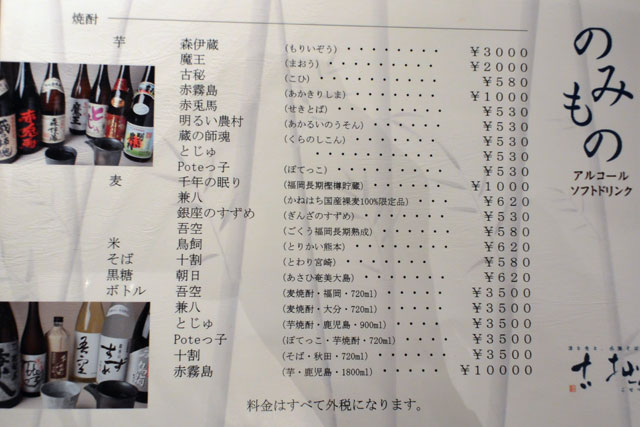 焼酎
芋 森伊蔵 (もりいぞう)・・・・・・・・ ¥3000
魔王 (まおう)・・・・・・・・・ ¥2000
古秘 (こひ)・・・・・・・・・・ ¥580
赤霧島 (あかきりしま)・・・・・・・ ¥1000
赤兎馬 (せきとば)・・・・・・・・・ ¥530
明るい農村 (あかるいのうそん)・・・・・ ¥530
蔵の師魂 (くらのしこん)・・・・・・・ ¥530
とじゅ ・・・・・・・・ ¥530
Poteっ子 (ぽてっこ)・・・・・・・・・ ¥530
麦 千年の眠り (福岡長期樫樽貯蔵)・・・・・ ¥1000
兼八 (かねはち国産裸麦100%限定品)・・ ¥620
銀座のすずめ (ぎんざのすずめ)・・・・・・ ¥530
吾空 (ごくう福岡長期熟成)・・・・ ¥580
米 鳥飼 (とりかい熊本)・・・・・・・ ¥620
そば 十割 (とわり宮崎)・・・・・・・・ ¥580
黒糖 朝日 (あさひ奄美大島)・・・・・・ ¥620
ボトル 吾空 (麦焼酎・福岡・720ml)・・・・ ¥3500
兼八 (麦焼酎・大分・720ml)・・・・ ¥3500
とじゅ (芋焼酎・鹿児島・900ml)・・・ ¥3500
Poteっ子 (ぽてっこ・芋焼酎・720ml)・・・ ¥3500
十割 (そば・秋田・720ml)・・・・・ ¥3500
赤霧島 (芋・鹿児島・1800ml)・・・・ ¥10000
料金はすべて外税になります。
のみもの
アルコール
ソフトドリンク
赤兎馬
魔王